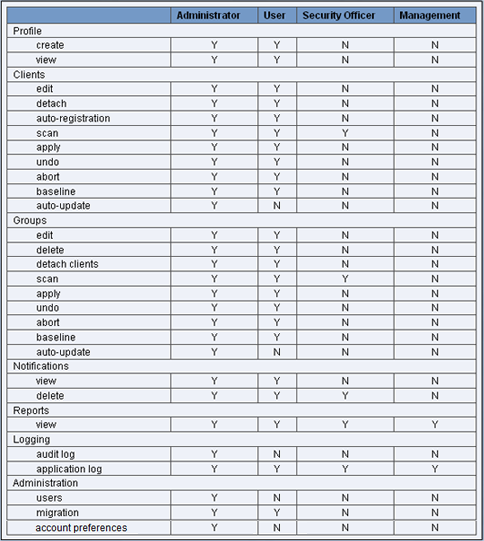 Administrator User Security Officer Management
Profile
create Y Y N N
view Y Y N N
Clients
edit Y Y N N
detach Y Y N N
auto-registration Y Y N N
scan Y Y Y N
apply Y Y N N
undo Y Y N N
abort Y Y N N
baseline Y Y N N
auto-update Y N N N
Groups
edit Y Y N N
delete Y Y N N
detach clients Y Y N N
scan Y Y Y N
apply Y Y N N
undo Y Y N N
abort Y Y N N
baseline Y Y N N
auto-update Y N N N
Notifications
view Y Y N N
delete Y Y Y N
Reports
view Y Y Y Y
Logging
audit log Y N N N
application log Y Y Y Y
Administration
users Y N N N
migration Y Y N N
account preferences Y N N N